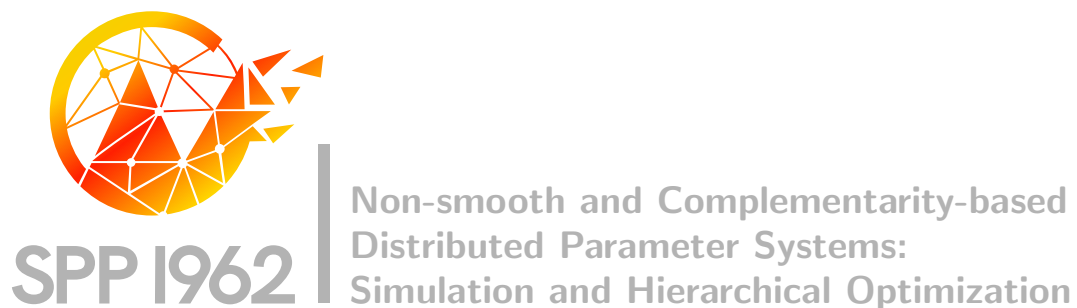 SPP 1962
Non-smooth and Complementarity-based
Distributed Parameter Systems:
Simulation and Hierarchical Optimization